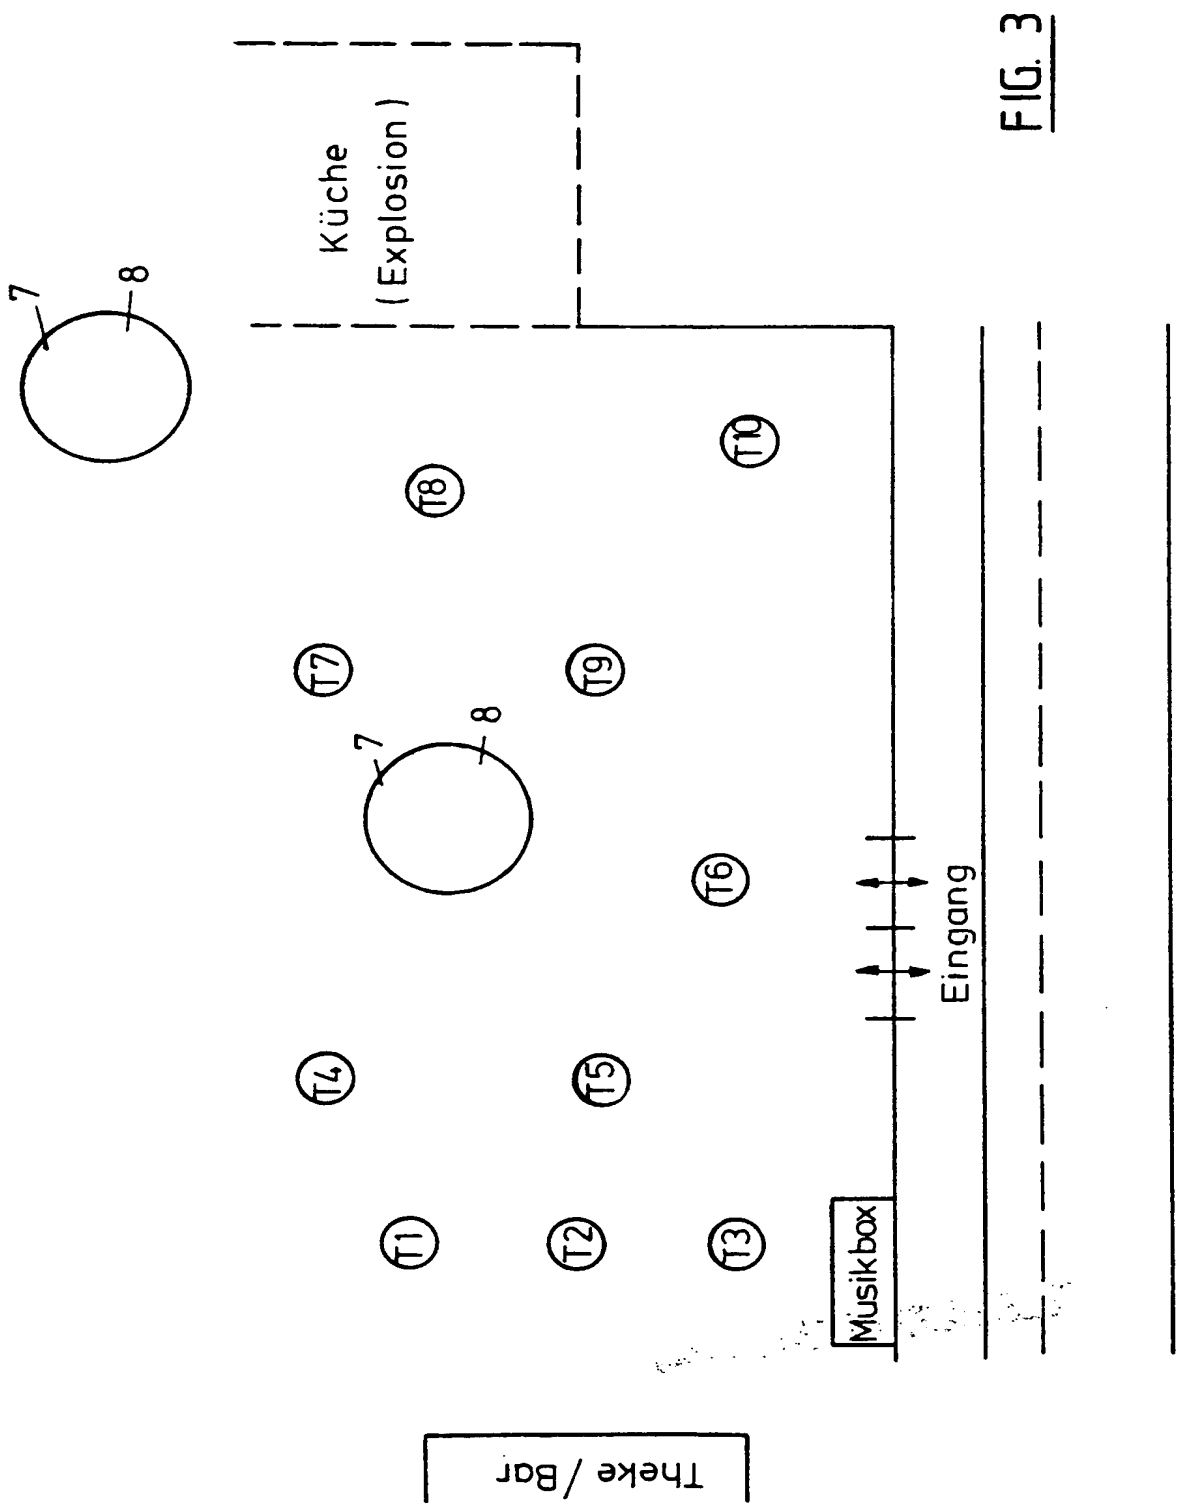 7
8
Küche
(Explosion)
T7
T8
7
8
T4
T9
T10
T1
T5
T6
T2
T3
Musikbox
Eingang
Theke / Bar
FIG. 3